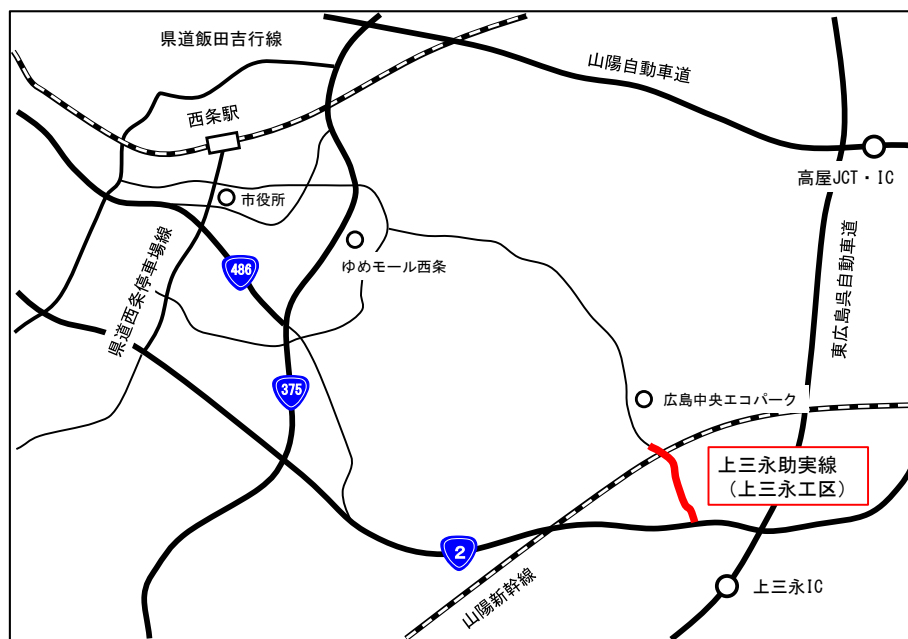 県道飯田吉行線
山陽自動車道
西条駅
高屋JCT・IC
市役所
ゆめモール西条
486
県道西条停車場線
東広島呉自動車道
375
広島中央エコパーク
上三永助実線
(上三永工区)
2
山陽新幹線
上三永IC